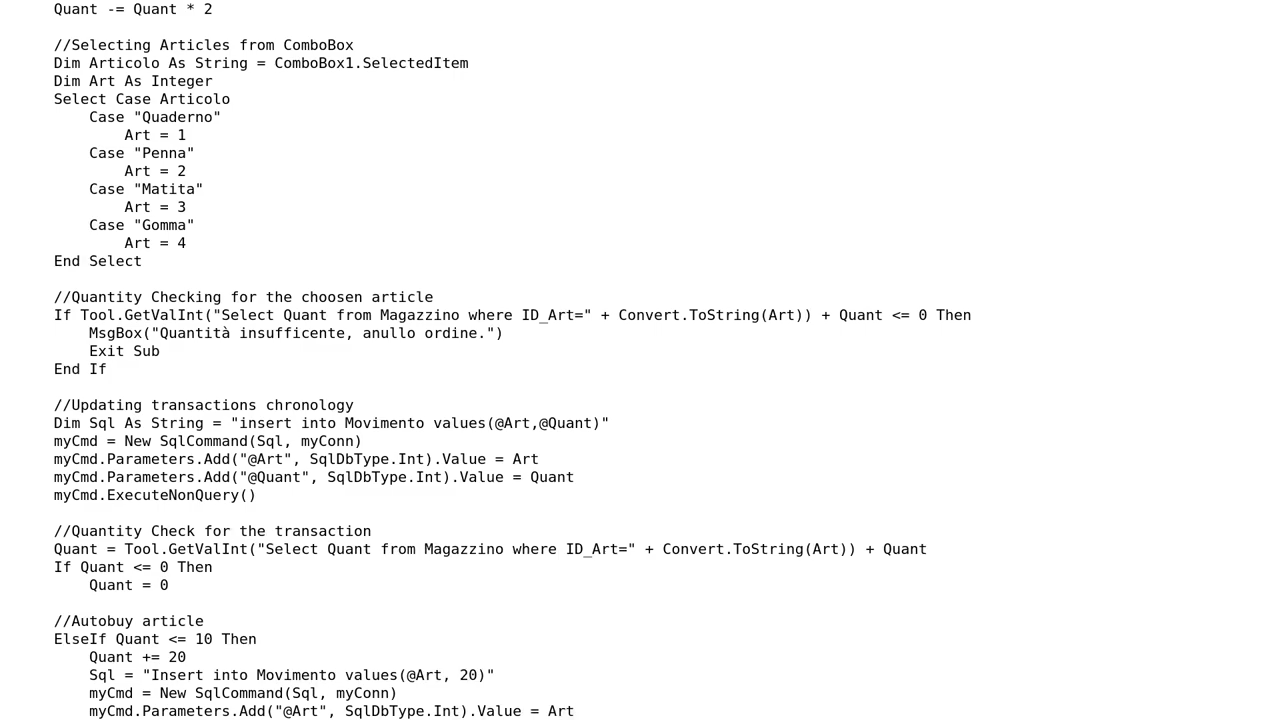 Quant -= Quant * 2
//Selecting Articles from ComboBox
Dim Articolo As String = ComboBox1.SelectedItem
Dim Art As Integer
Select Case Articolo
Case "Quaderno"
Art = 1
Case "Penna"
Art = 2
Case "Matita"
Art = 3
Case "Gomma"
Art = 4
End Select
//Quantity Checking for the choosen article
If Tool.GetValInt("Select Quant from Magazzino where ID_Art=" + Convert.ToString(Art)) + Quant <= 0 Then
MsgBox("Quantità insufficente, anullo ordine.")
Exit Sub
End If
//Updating transactions chronology
Dim Sql As String = "insert into Movimento values(@Art,@Quant)"
myCmd = New SqlCommand(Sql, myConn)
myCmd.Parameters.Add("@Art", SqlDbType.Int).Value = Art
myCmd.Parameters.Add("@Quant", SqlDbType.Int).Value = Quant
myCmd.ExecuteNonQuery()
//Quantity Check for the transaction
Quant = Tool.GetValInt("Select Quant from Magazzino where ID_Art=" + Convert.ToString(Art)) + Quant
If Quant <= 0 Then
Quant = 0
//Autobuy article
ElseIf Quant <= 10 Then
Quant += 20
Sql = "Insert into Movimento values(@Art, 20)"
myCmd = New SqlCommand(Sql, myConn)
myCmd.Parameters.Add("@Art", SqlDbType.Int).Value = Art